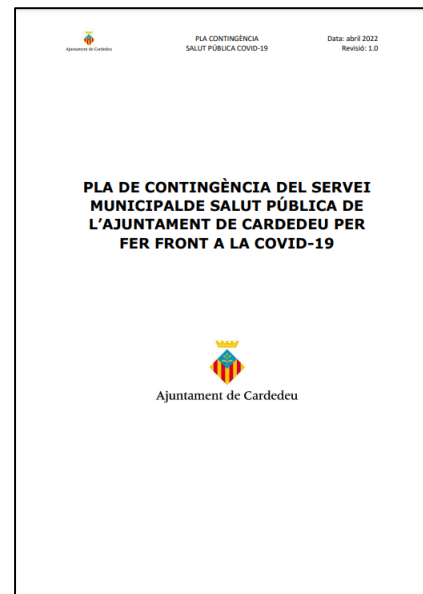 Ajuntament de Cardedeu
PLA CONTINGÈNCIA
SALUT PÚBLICA COVID-19
Data: abril 2022
Revisió: 1.0
PLA DE CONTINGÈNCIA DEL SERVEI
MUNICIPALDE SALUT PÚBLICA DE
L’AJUNTAMENT DE CARDEDEU PER
FER FRONT A LA COVID-19
Ajuntament de Cardedeu